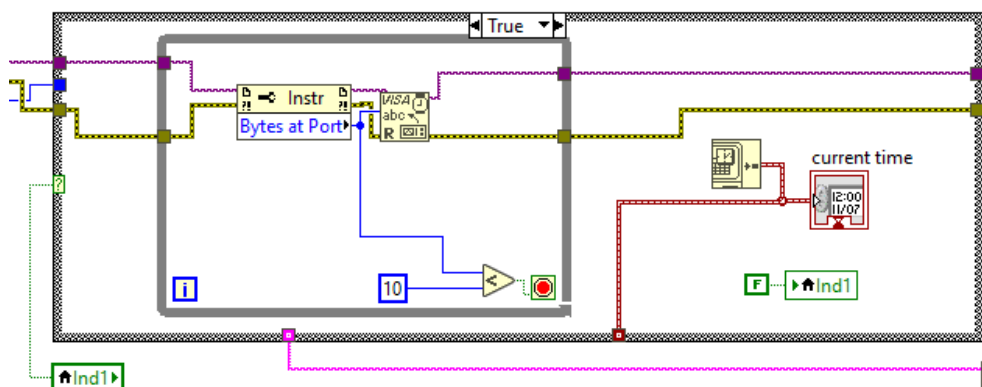 True
Instr
Bytes at Port
VISA
abc
R
current time
12:00
11/07
i
10
F
Ind1
Ind1